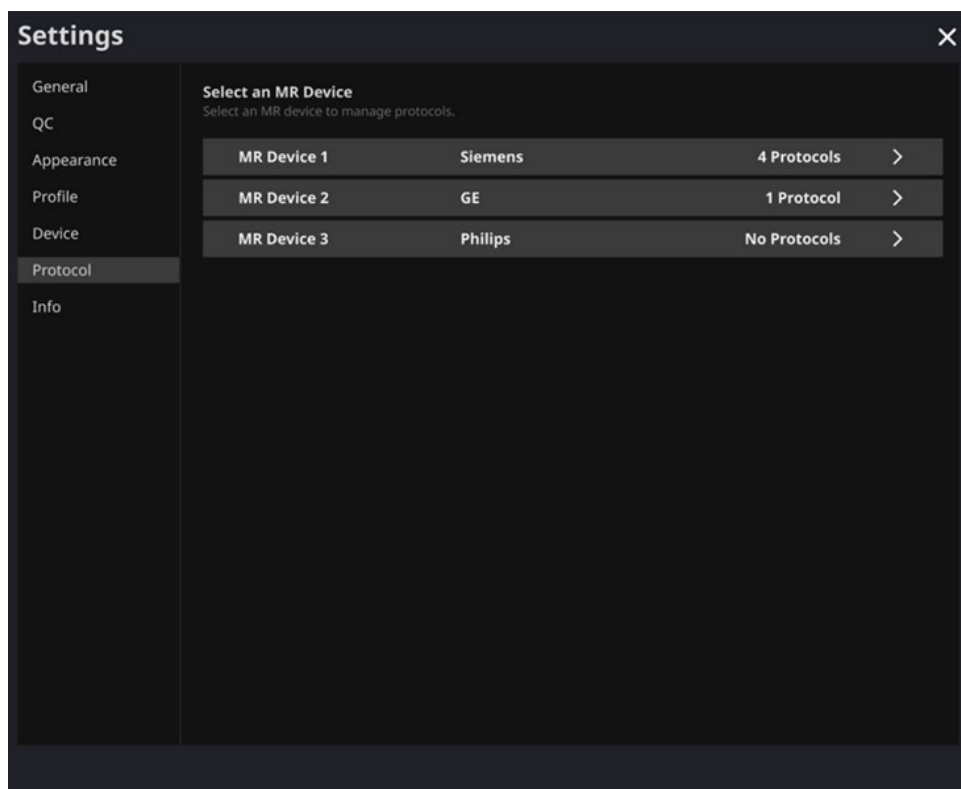 Settings
General
QC
Appearance
Profile
Device
Protocol
Info
Select an MR Device
Select an MR device to manage protocols.
MR Device 1 Siemens 4 Protocols
MR Device 2 GE 1 Protocol
MR Device 3 Philips No Protocols